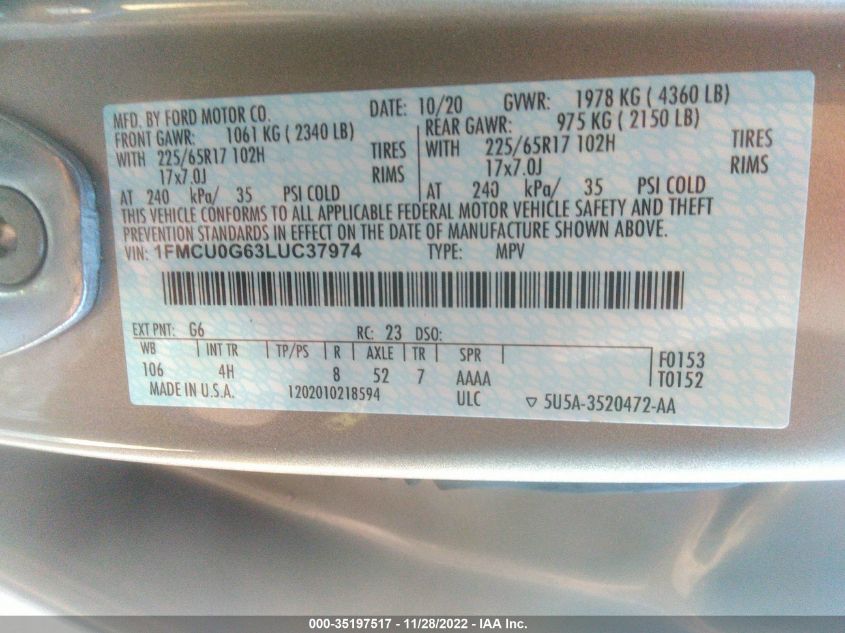 MFD. BY FORD MOTOR CO. DATE: 10/20 GVWR: 1978 KG ( 4360 LB)
FRONT GAWR: 1061 KG ( 2340 LB) REAR GAWR: 975 KG ( 2150 LB)
WITH 225/65R17 102H TIRES WITH 225/65R17 102H TIRES
17x7.0J RIMS 17x7.0J RIMS
AT 240 kPa/ 35 PSI COLD AT 240 kPa/ 35 PSI COLD
THIS VEHICLE CONFORMS TO ALL APPLICABLE FEDERAL MOTOR VEHICLE SAFETY AND THEFT
PREVENTION STANDARDS IN EFFECT ON THE DATE OF MANUFACTURE SHOWN ABOVE.
VIN: 1FMCU0G63LUC37974 TYPE: MPV
EXT PNT: G6 RC: 23 DSO:
WB INT TR TP/PS R AXLE TR SPR F0153
106 4H 8 52 7 AAAA T0152
MADE IN U.S.A. 1202010218594 ULC ▽ 5U5A-3520472-AA
000-35197517 - 11/28/2022 - IAA Inc.